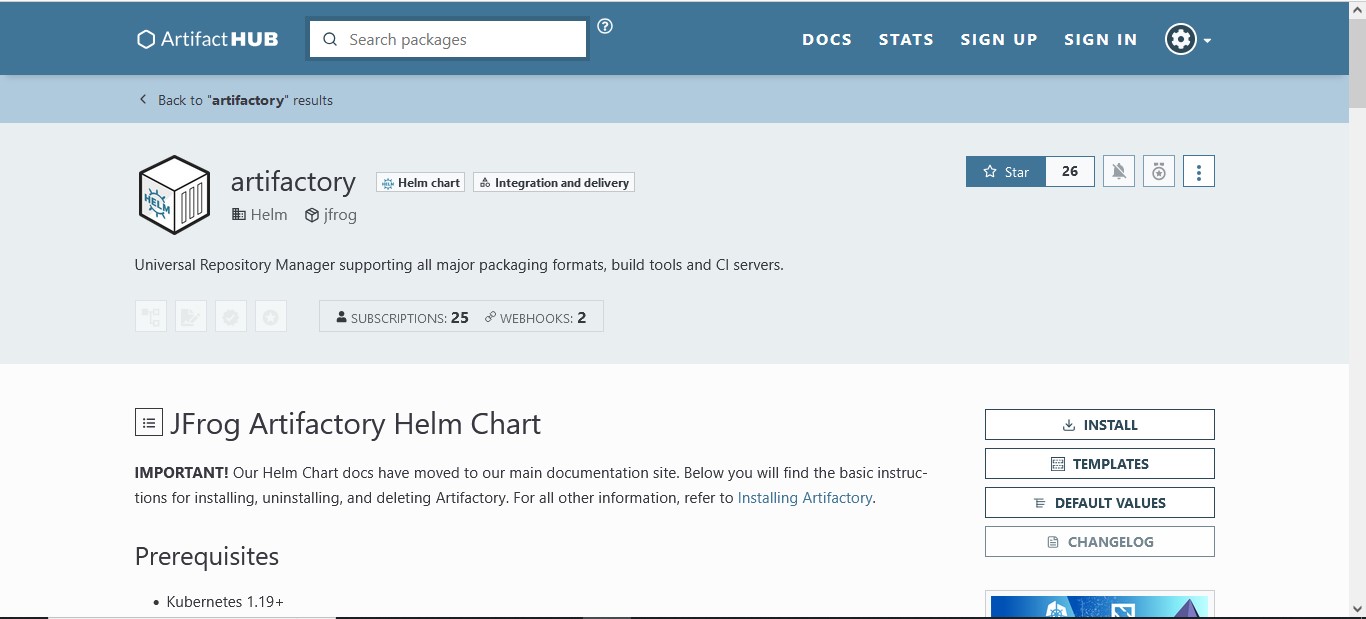 ArtifactHUB
Search packages
?
DOCS STATS SIGN UP SIGN IN
Back to "artifactory" results
HELM
artifactory Helm chart Integration and delivery
Helm jfrog
Star 26
Universal Repository Manager supporting all major packaging formats, build tools and CI servers.
SUBSCRIPTIONS: 25 WEBHOOKS: 2
JFrog Artifactory Helm Chart
IMPORTANT! Our Helm Chart docs have moved to our main documentation site. Below you will find the basic instruc-
tions for installing, uninstalling, and deleting Artifactory. For all other information, refer to Installing Artifactory.
Prerequisites
• Kubernetes 1.19+
INSTALL
TEMPLATES
DEFAULT VALUES
CHANGELOG